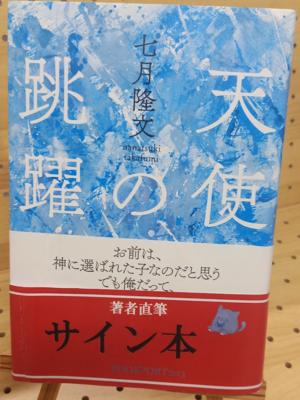 天使の跳躍
七月隆文
nanatsuki
takafumi
お前は、
神に選ばれた子なのだと思う
でも俺だって、
著者直筆
サイン本